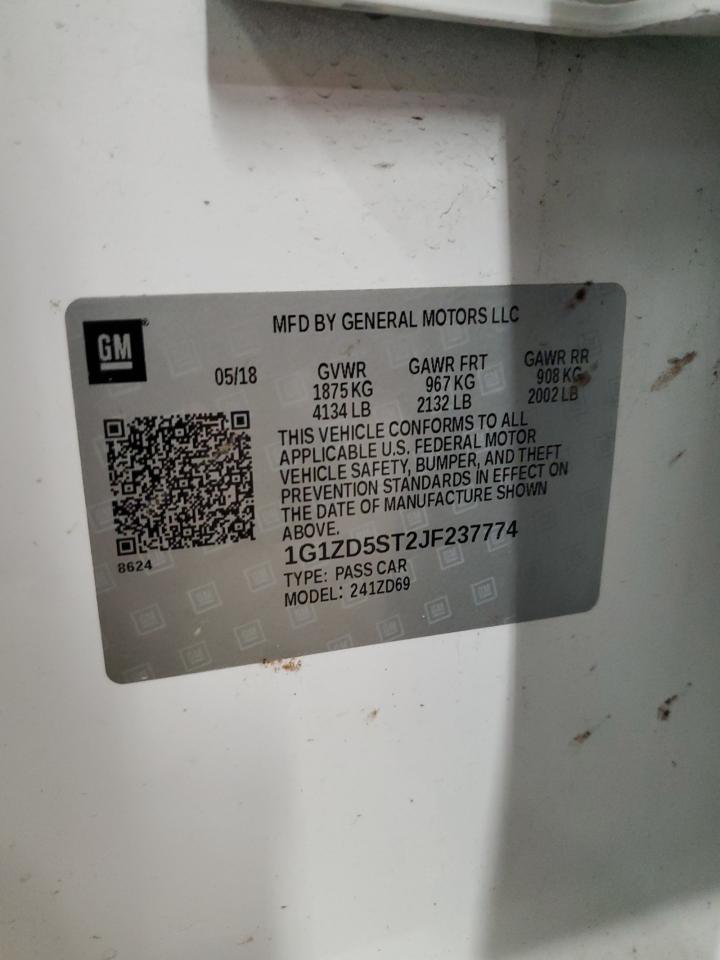 MFD BY GENERAL MOTORS LLC
GM
05/18
GVWR GAWR FRT GAWR RR
1875 KG 967 KG 908 KG
4134 LB 2132 LB 2002 LB
THIS VEHICLE CONFORMS TO ALL
APPLICABLE U.S. FEDERAL MOTOR
VEHICLE SAFETY, BUMPER, AND THEFT
PREVENTION STANDARDS IN EFFECT ON
THE DATE OF MANUFACTURE SHOWN
ABOVE.
8624
1G1ZD5ST2JF237774
TYPE: PASS CAR
MODEL: 241ZD69